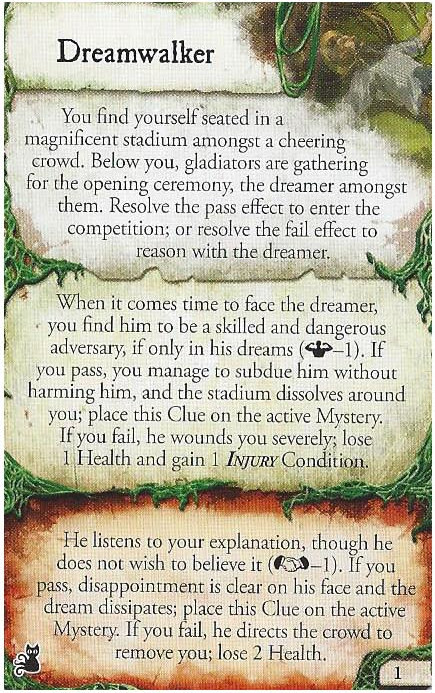 Dreamwalker
You find yourself seated in a
magnificent stadium amongst a cheering
crowd. Below you, gladiators are gathering
for the opening ceremony, the dreamer amongst
them. Resolve the pass effect to enter the
competition; or resolve the fail effect to
reason with the dreamer.
When it comes time to face the dreamer,
you find him to be a skilled and dangerous
adversary, if only in his dreams (–1). If
you pass, you manage to subdue him without
harming him, and the stadium dissolves around
you; place this Clue on the active Mystery.
If you fail, he wounds you severely; lose
1 Health and gain 1 INJURY Condition.
He listens to your explanation, though he
does not wish to believe it (–1). If you
pass, disappointment is clear on his face and the
dream dissipates; place this Clue on the active
Mystery. If you fail, he directs the crowd to
remove you; lose 2 Health.
1